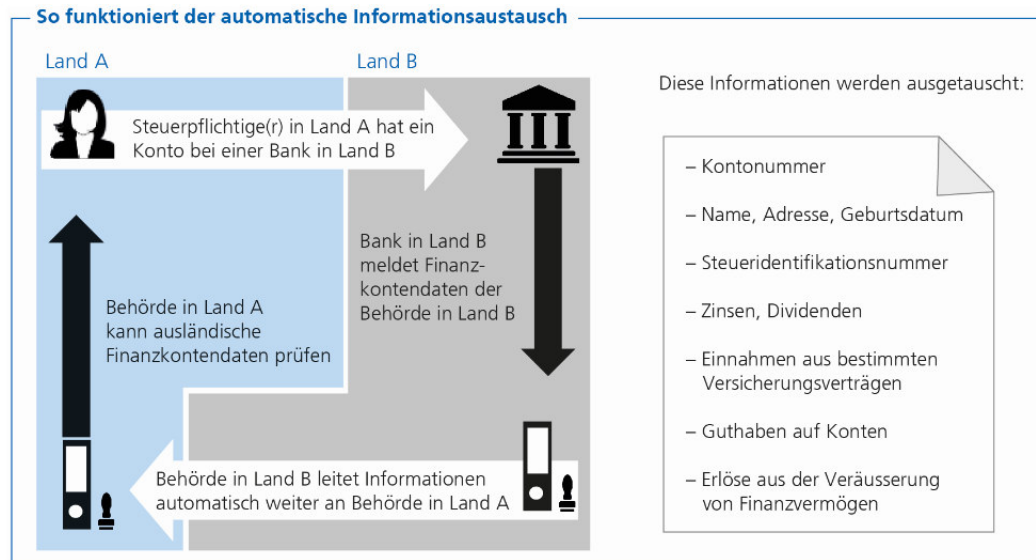 So funktioniert der automatische Informationsaustausch
Land A
Land B
Steuerpflichtige(r) in Land A hat ein
Konto bei einer Bank in Land B
Bank in Land B
meldet Finanz-
kontendaten der
Behörde in Land B
Behörde in Land B leitet Informationen
automatisch weiter an Behörde in Land A
Behörde in Land A
kann ausländische
Finanzkontendaten prüfen
Diese Informationen werden ausgetauscht:
– Kontonummer
– Name, Adresse, Geburtsdatum
– Steueridentifikationsnummer
– Zinsen, Dividenden
– Einnahmen aus bestimmten
Versicherungsverträgen
– Guthaben auf Konten
– Erlöse aus der Veräusserung
von Finanzvermögen